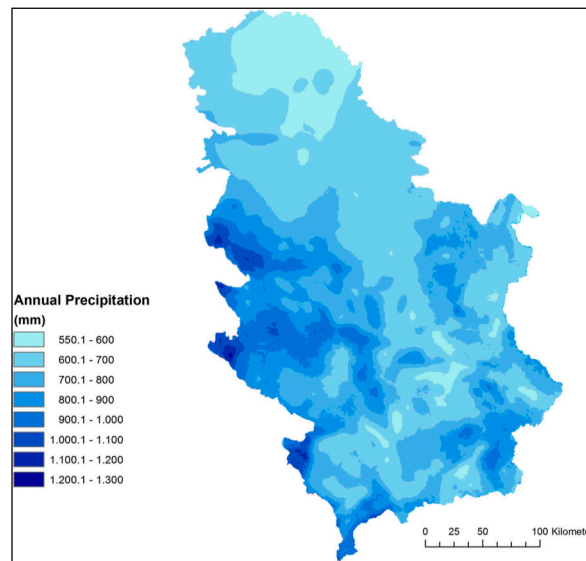 Annual Precipitation
(mm)
550.1 - 600
600.1 - 700
700.1 - 800
800.1 - 900
900.1 - 1.000
1.000.1 - 1.100
1.100.1 - 1.200
1.200.1 - 1.300
0 25 50 100 Kilomete